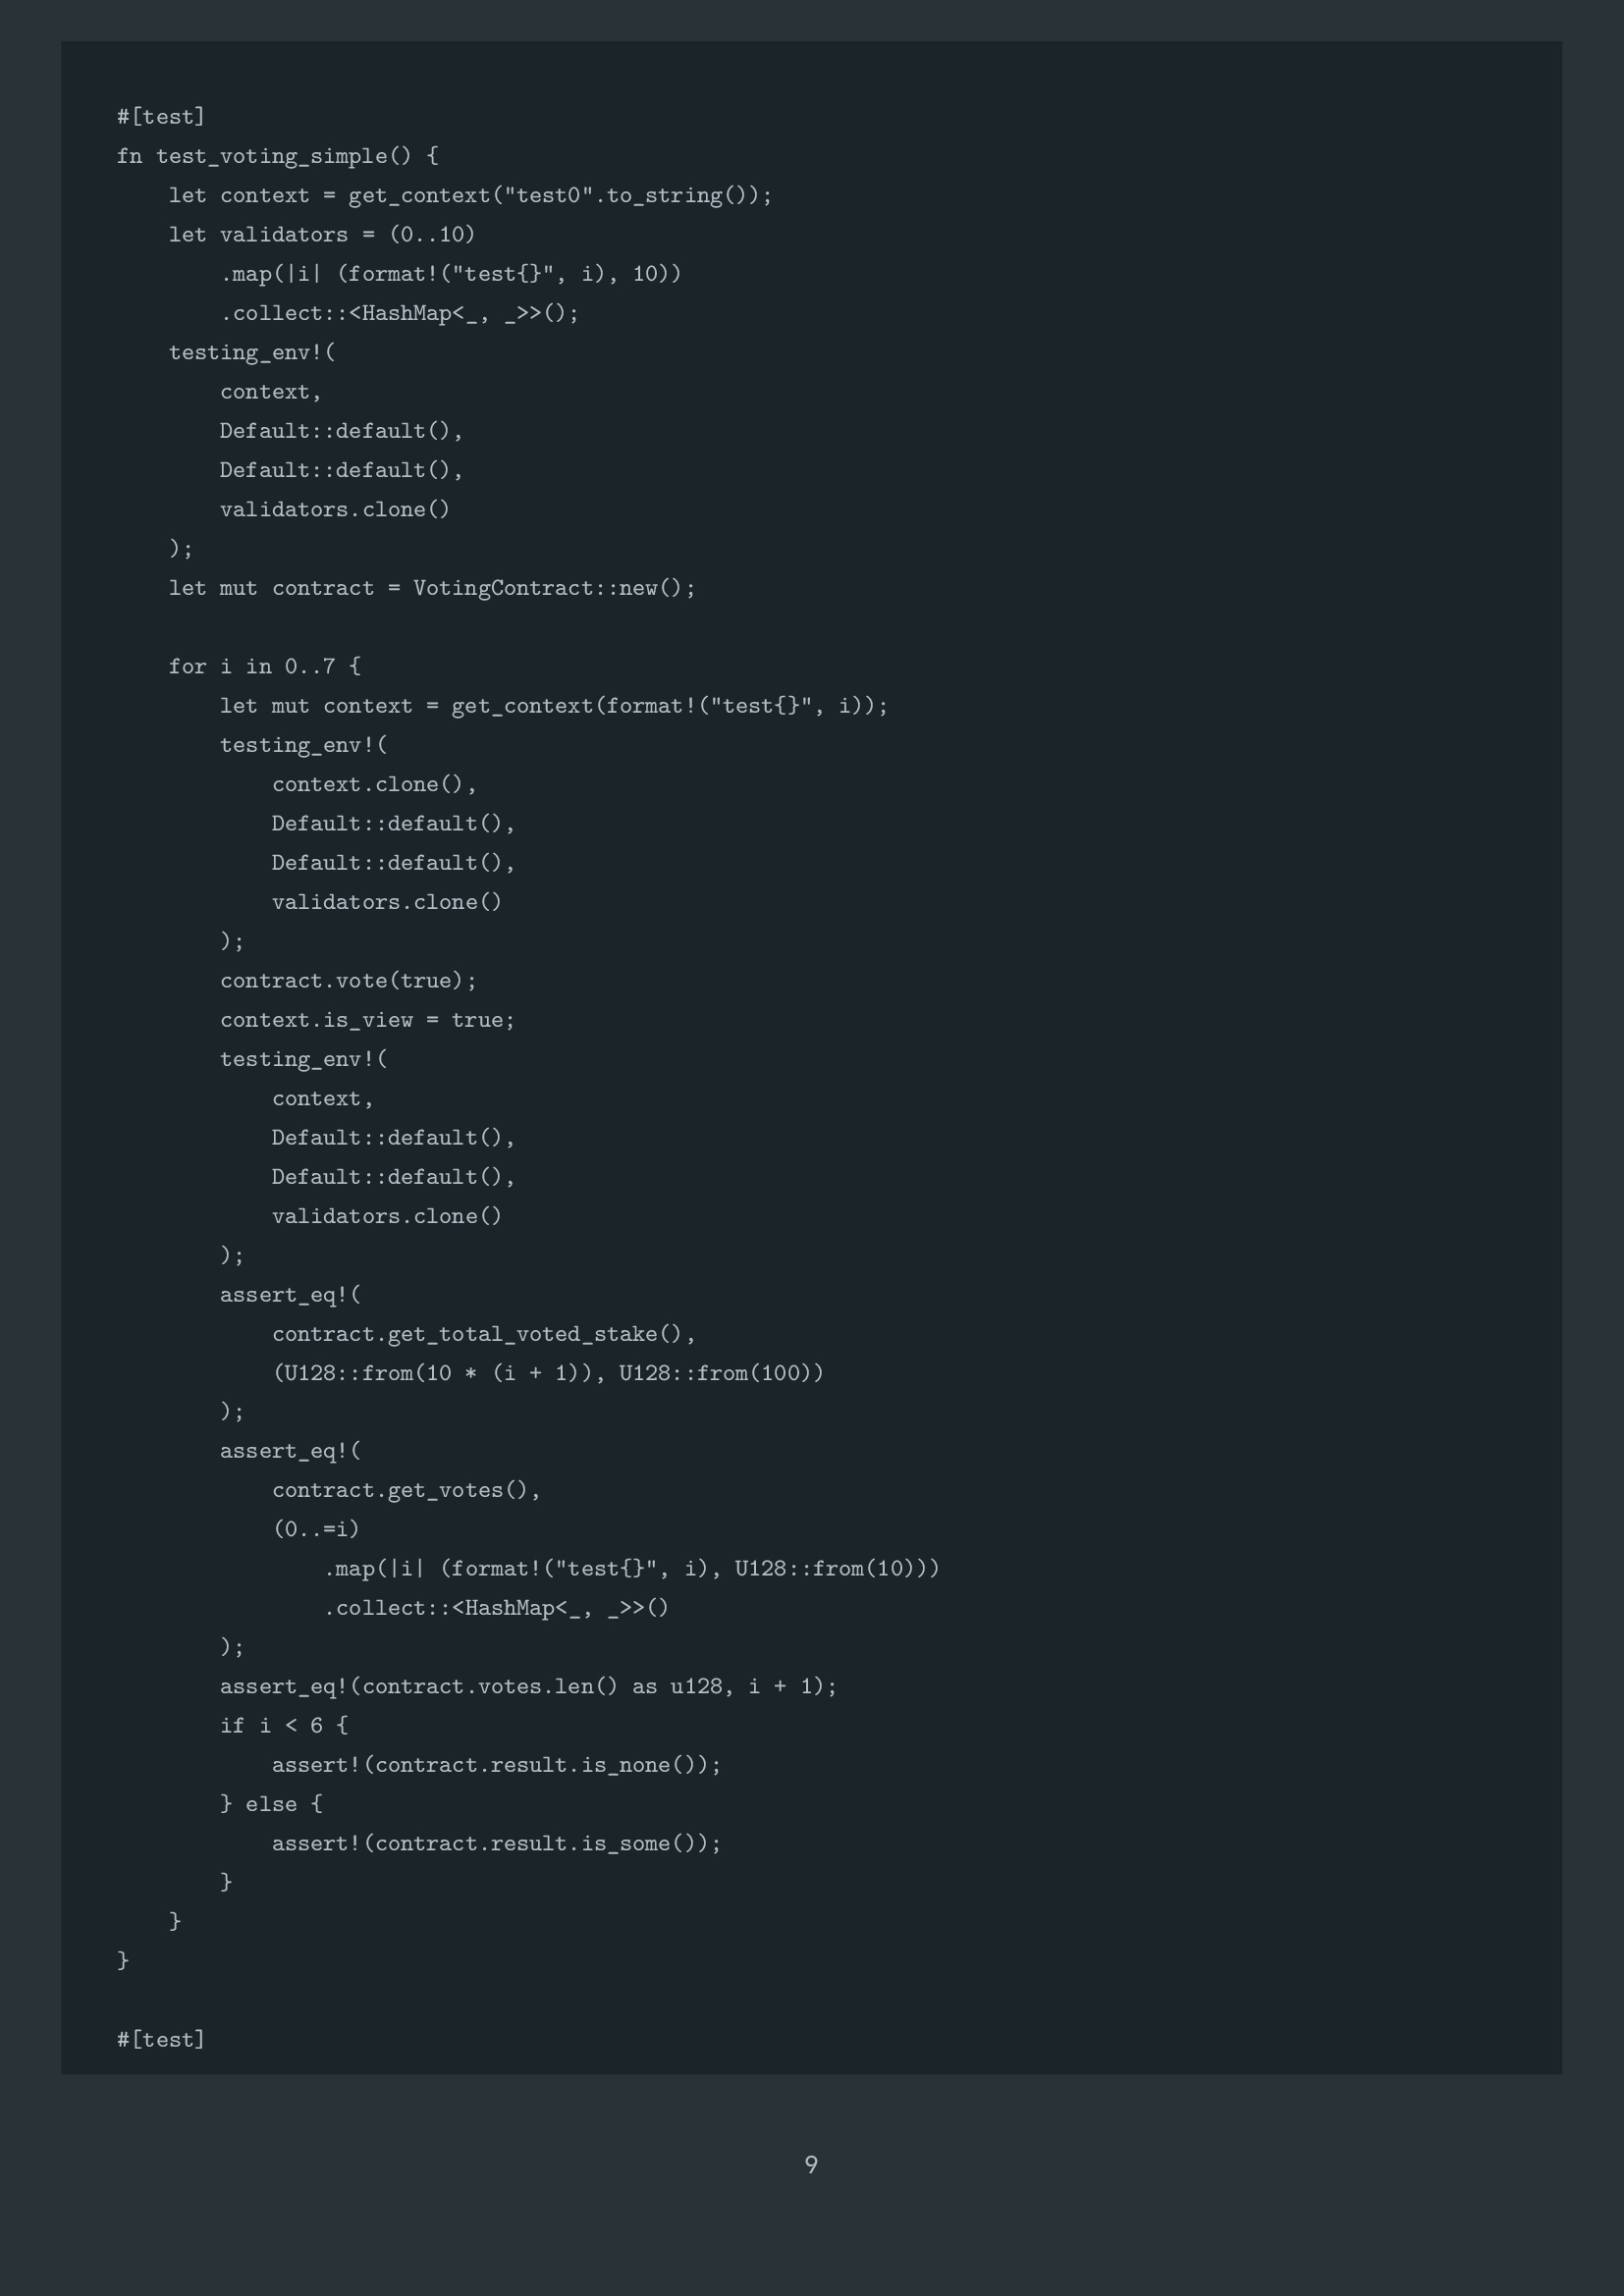 #[test]
fn test_voting_simple() {
    let context = get_context("test0".to_string());
    let validators = (0..10)
        .map(|i| (format!("test{}", i), 10))
        .collect::<HashMap<_, _>>();
    testing_env!(
        context,
        Default::default(),
        Default::default(),
        validators.clone()
    );
    let mut contract = VotingContract::new();

    for i in 0..7 {
        let mut context = get_context(format!("test{}", i));
        testing_env!(
            context.clone(),
            Default::default(),
            Default::default(),
            validators.clone()
        );
        contract.vote(true);
        context.is_view = true;
        testing_env!(
            context,
            Default::default(),
            Default::default(),
            validators.clone()
        );
        assert_eq!(
            contract.get_total_voted_stake(),
            (U128::from(10 * (i + 1)), U128::from(100))
        );
        assert_eq!(
            contract.get_votes(),
            (0..=i)
                .map(|i| (format!("test{}", i), U128::from(10)))
                .collect::<HashMap<_, _>>()
        );
        assert_eq!(contract.votes.len() as u128, i + 1);
        if i < 6 {
            assert!(contract.result.is_none());
        } else {
            assert!(contract.result.is_some());
        }
    }
}

#[test]
9